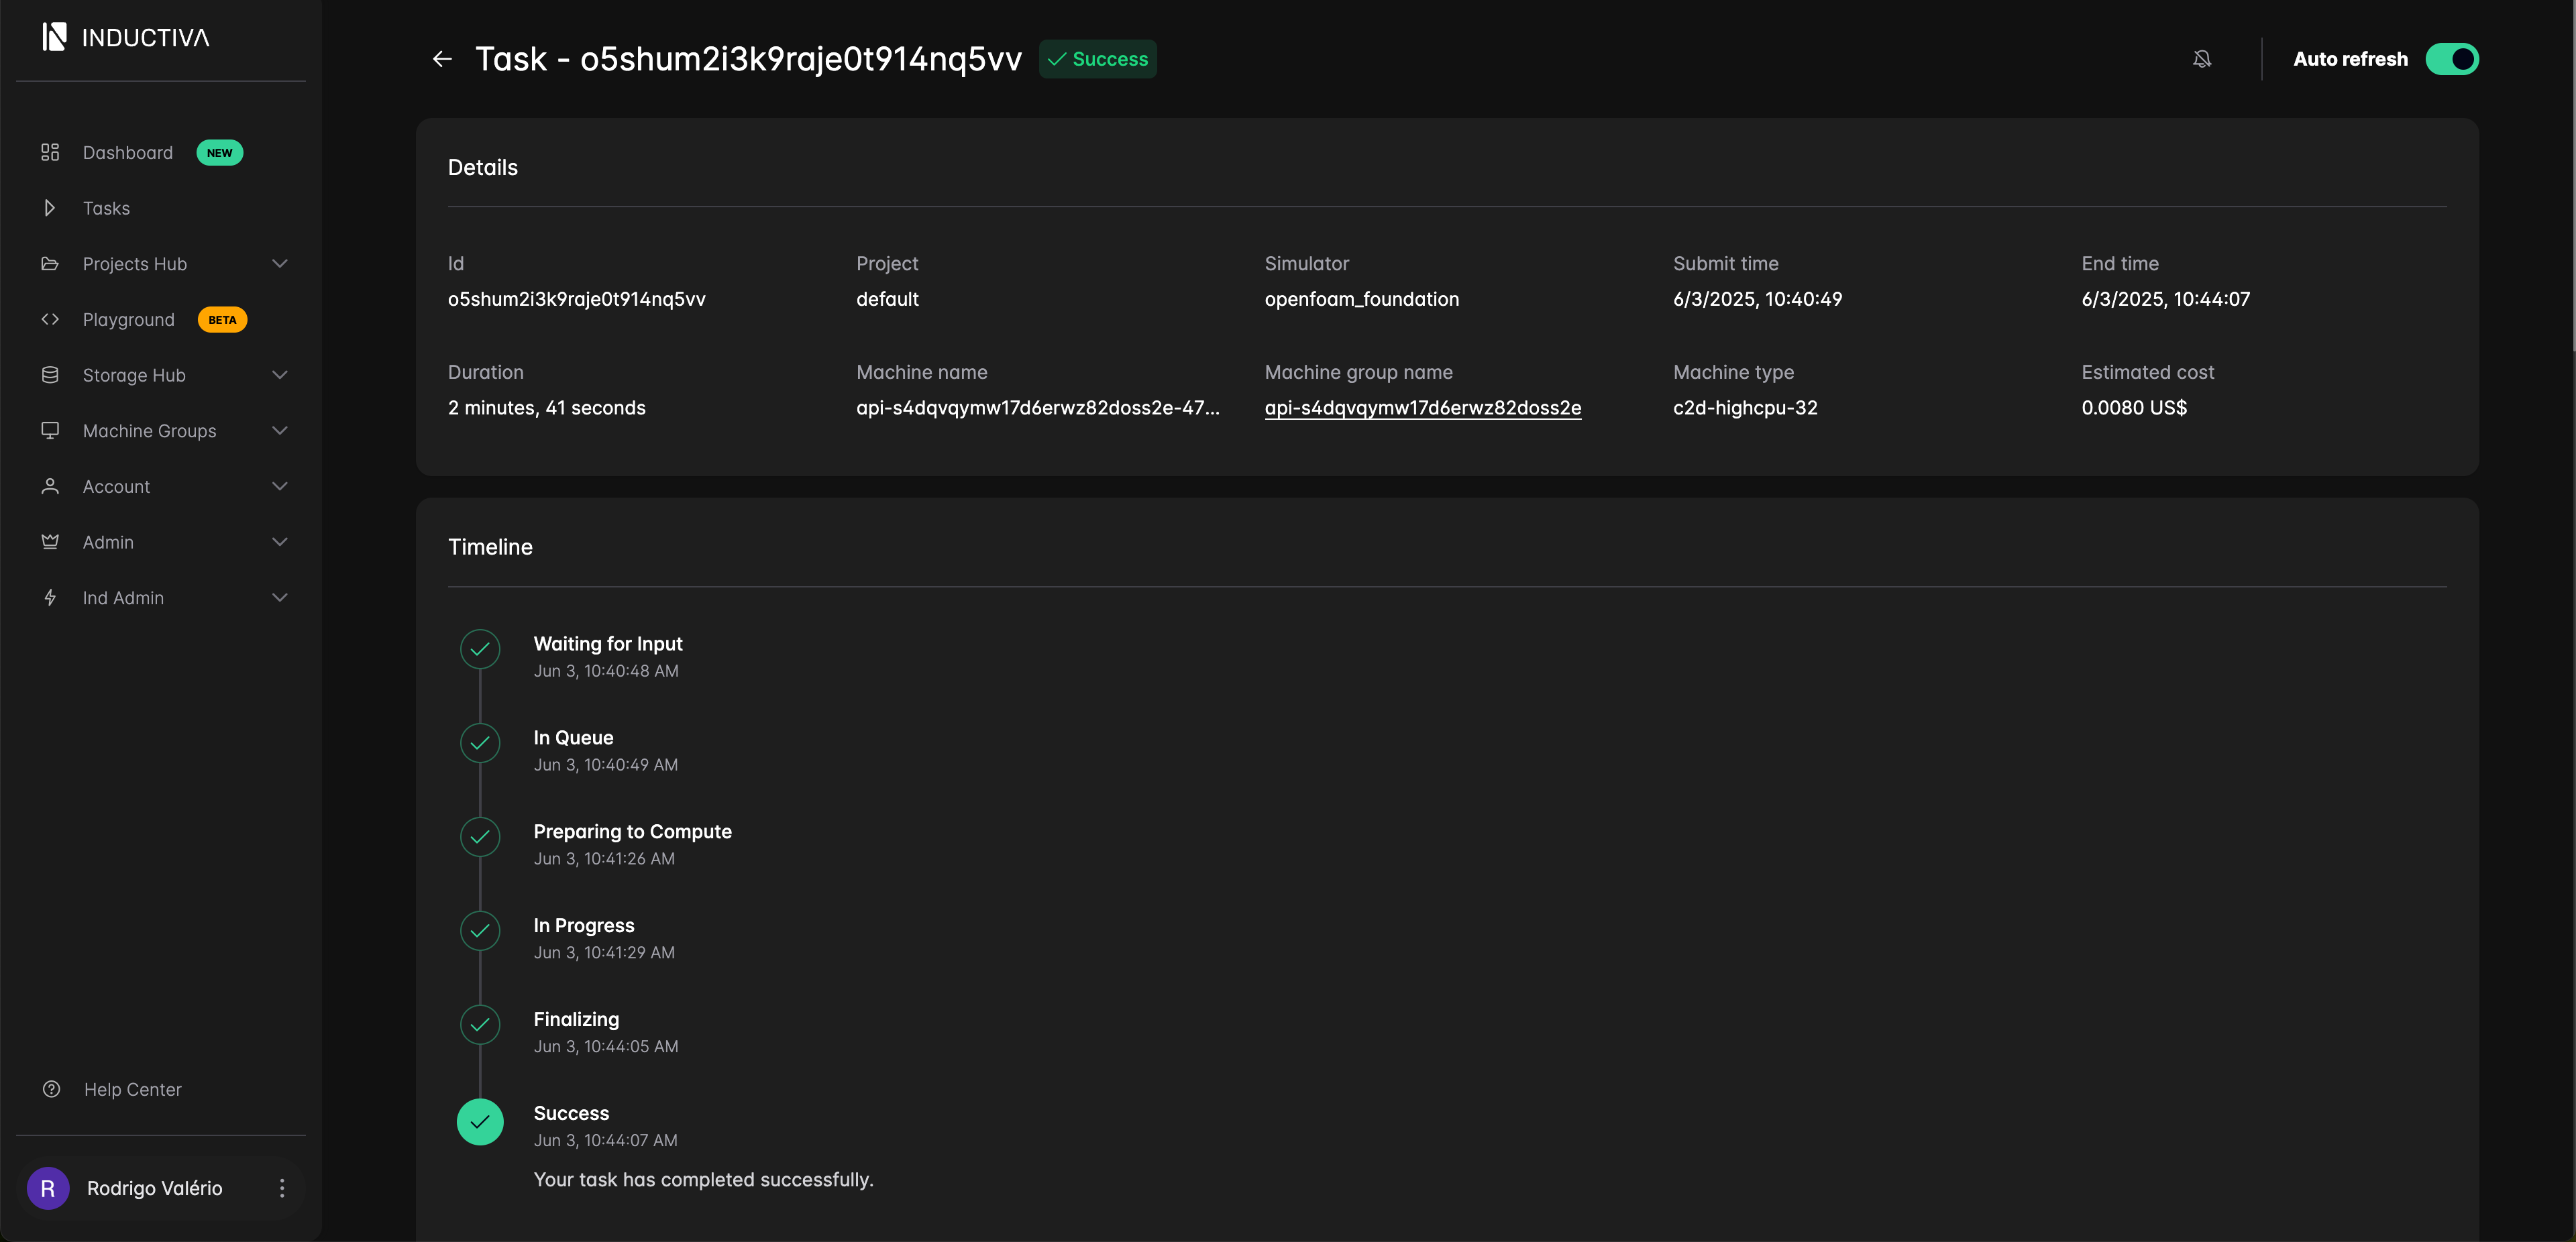 INDUCTIVA
Dashboard NEW
Tasks
Projects Hub
Playground BETA
Storage Hub
Machine Groups
Account
Admin
Ind Admin
Help Center
R Rodrigo Valério
Task - o5shum2i3k9raje0t914nq5vv Success
Auto refresh
Details
Id
o5shum2i3k9raje0t914nq5vv
Project
default
Simulator
openfoam_foundation
Submit time
6/3/2025, 10:40:49
End time
6/3/2025, 10:44:07
Duration
2 minutes, 41 seconds
Machine name
api-s4dqvqymw17d6erwz82doss2e-47...
Machine group name
api-s4dqvqymw17d6erwz82doss2e
Machine type
c2d-highcpu-32
Estimated cost
0.0080 US$
Timeline
Waiting for Input
Jun 3, 10:40:48 AM
In Queue
Jun 3, 10:40:49 AM
Preparing to Compute
Jun 3, 10:41:26 AM
In Progress
Jun 3, 10:41:29 AM
Finalizing
Jun 3, 10:44:05 AM
Success
Jun 3, 10:44:07 AM
Your task has completed successfully.